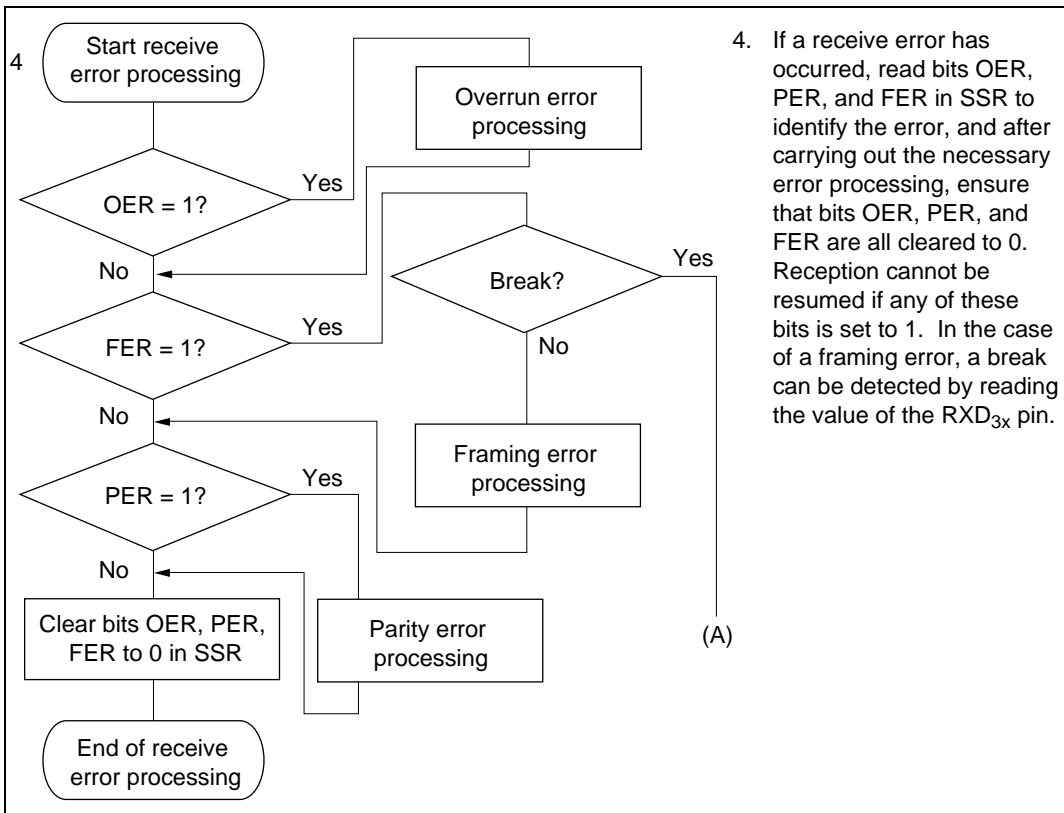 4
Start receive
error processing
Overrun error
processing
Yes
OER = 1?
No
Yes
FER = 1?
Break?
Yes
No
No
Framing error
processing
Yes
PER = 1?
No
Clear bits OER, PER,
FER to 0 in SSR
Parity error
processing
(A)
End of receive
error processing
4. If a receive error has
occurred, read bits OER,
PER, and FER in SSR to
identify the error, and after
carrying out the necessary
error processing, ensure
that bits OER, PER, and
FER are all cleared to 0.
Reception cannot be
resumed if any of these
bits is set to 1. In the case
of a framing error, a break
can be detected by reading
the value of the RXD3x pin.